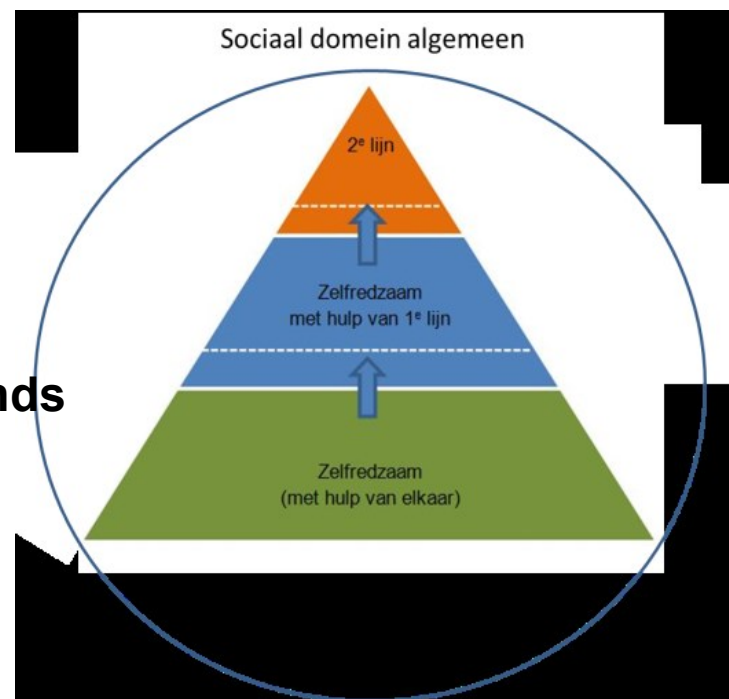 Sociaal domein algemeen
2e lijn
Zelfredzaam
met hulp van 1e lijn
nds
Zelfredzaam
(met hulp van elkaar)